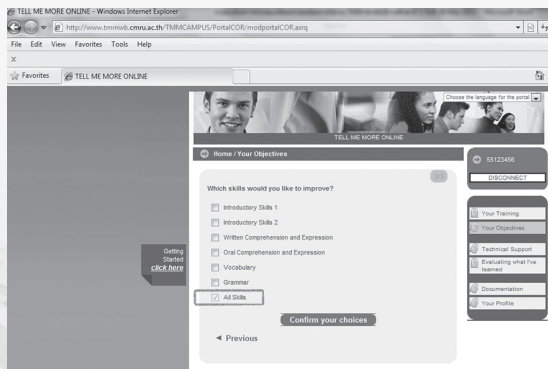 TELL ME MORE ONLINE - Windows Internet Explorer
http://www.tmmwb.cmru.ac.th/TMMCAMPUS/PortalCOR/modportalCOR.axrq
File Edit View Favorites Tools Help
x
Favorites TELL ME MORE ONLINE
Choose the language for the portal
TELL ME MORE ONLINE
Home / Your Objectives
Which skills would you like to improve?
Introductory Skills 1
Introductory Skills 2
Written Comprehension and Expression
Oral Comprehension and Expression
Vocabulary
Grammar
All Skills
Confirm your choices
Previous
Getting
Started
click here
55123456
DISCONNECT
Your Training
Your Objectives
Technical Support
Evaluating what I've
learned
Documentation
Your Profile